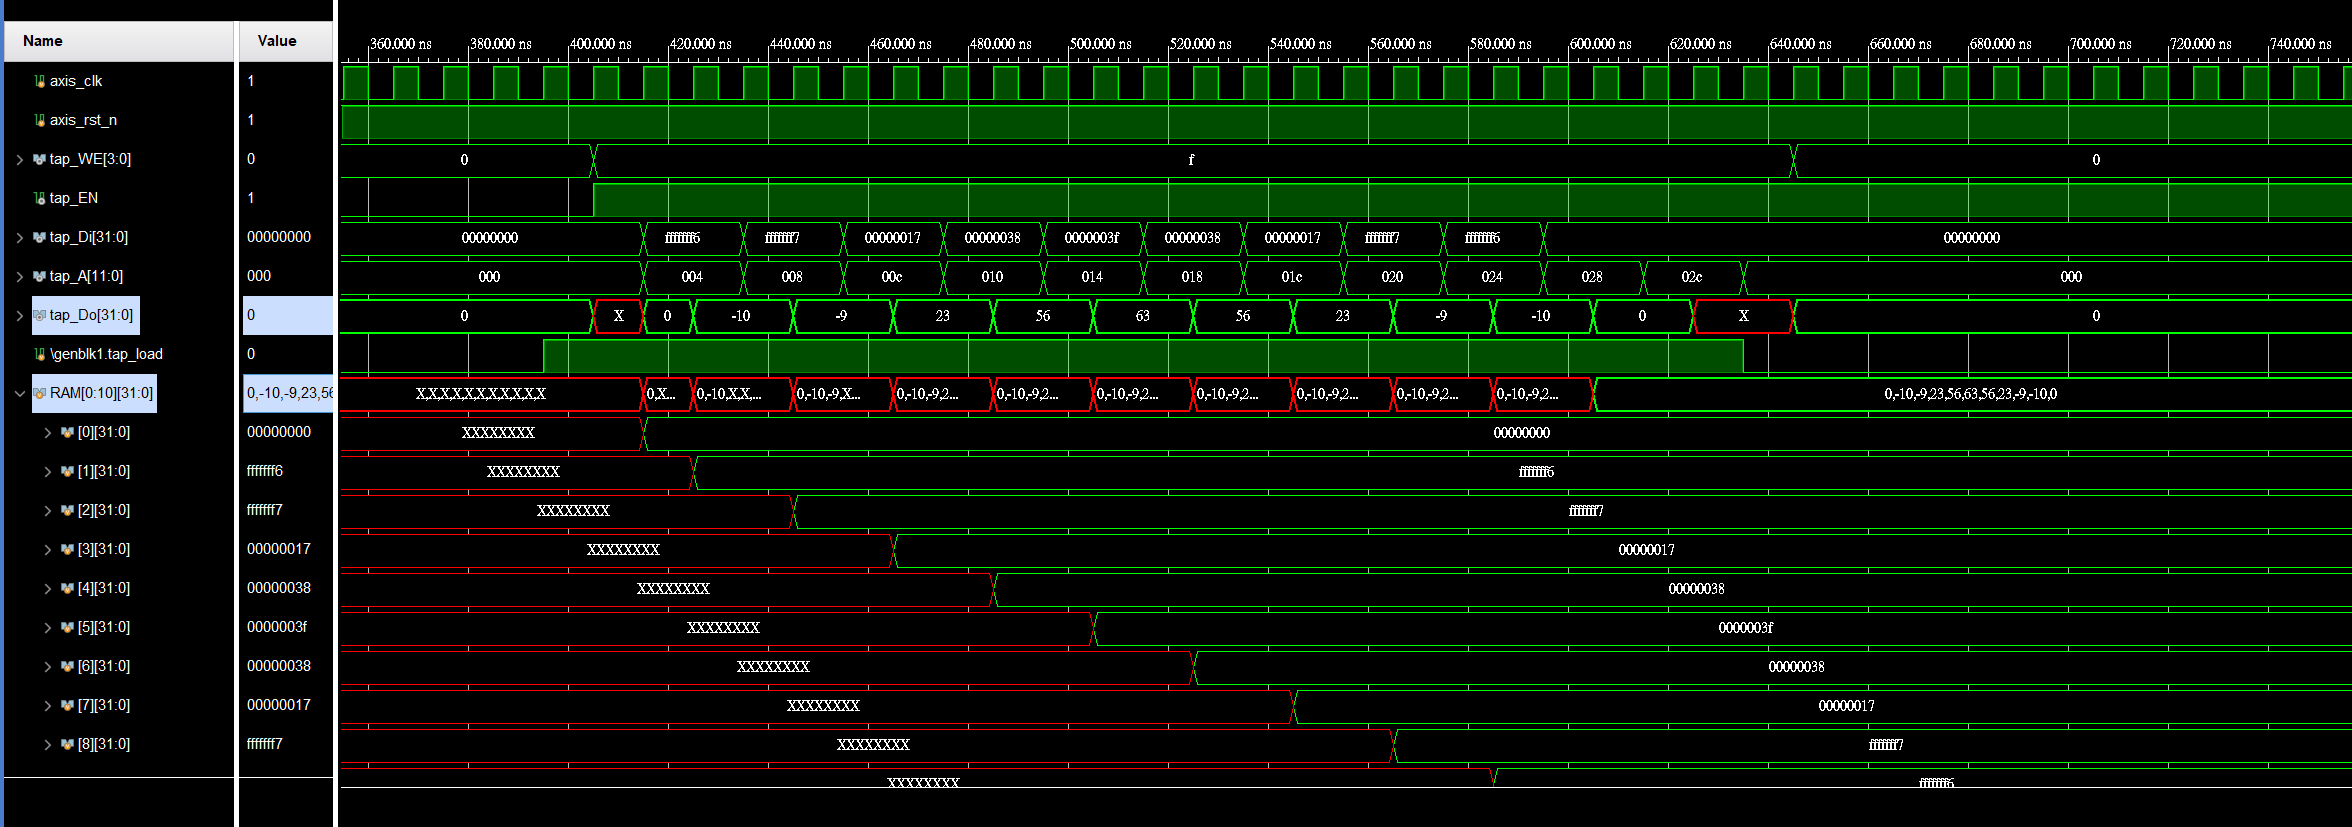 Name Value
360.000 ns 380.000 ns 400.000 ns 420.000 ns 440.000 ns 460.000 ns 480.000 ns 500.000 ns 520.000 ns 540.000 ns 560.000 ns 580.000 ns 600.000 ns 620.000 ns 640.000 ns 660.000 ns 680.000 ns 700.000 ns 720.000 ns 740.000 ns
axis_clk 1
axis_rst_n 1
tap_WE[3:0] 0 0 f 0
tap_EN 1
tap_Di[31:0] 00000000 00000000 fffffff6 fffffff7 00000017 00000038 0000003f 00000038 00000017 fffffff7 fffffff6 00000000
tap_A[11:0] 000 000 004 008 00c 010 014 018 01c 020 024 028 02c 000
tap_Do[31:0] 0 0 X 0 -10 -9 23 56 63 56 23 -9 -10 0 X 0
\genblk1.tap_load 0
RAM[0:10][31:0] 0,-10,-9,23,56 X,X,X,X,X,X,X,X,X,X,X 0,X... 0,-10,X,X,... 0,-10,-9,X... 0,-10,-9,2... 0,-10,-9,2... 0,-10,-9,2... 0,-10,-9,2... 0,-10,-9,2... 0,-10,-9,2... 0,-10,-9,2... 0,-10,-9,23,56,63,56,23,-9,-10,0
[0][31:0] 00000000 XXXXXXXX 00000000
[1][31:0] fffffff6 XXXXXXXX fffffff6
[2][31:0] fffffff7 XXXXXXXX fffffff7
[3][31:0] 00000017 XXXXXXXX 00000017
[4][31:0] 00000038 XXXXXXXX 00000038
[5][31:0] 0000003f XXXXXXXX 0000003f
[6][31:0] 00000038 XXXXXXXX 00000038
[7][31:0] 00000017 XXXXXXXX 00000017
[8][31:0] fffffff7 XXXXXXXX fffffff7
XXXXXXXX fffffff6